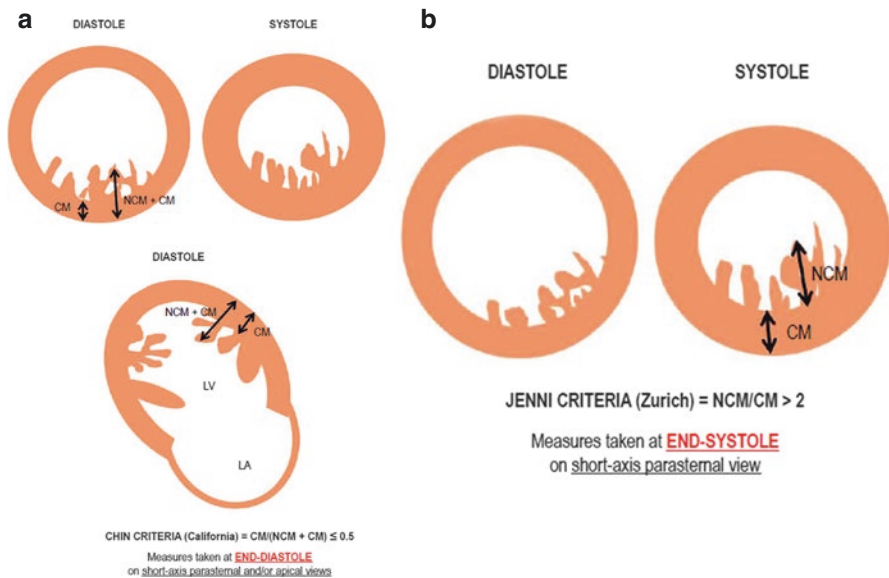 a
DIASTOLE
SYSTOLE
CM
NCM + CM
DIASTOLE
NCM + CM
CM
LV
LA
CHIN CRITERIA (California) = CM/(NCM + CM) ≤ 0.5
Measures taken at END-DIASTOLE
on short-axis parasternal and/or apical views
b
DIASTOLE
SYSTOLE
NCM
CM
JENNI CRITERIA (Zurich) = NCM/CM > 2
Measures taken at END-SYSTOLE
on short-axis parasternal view